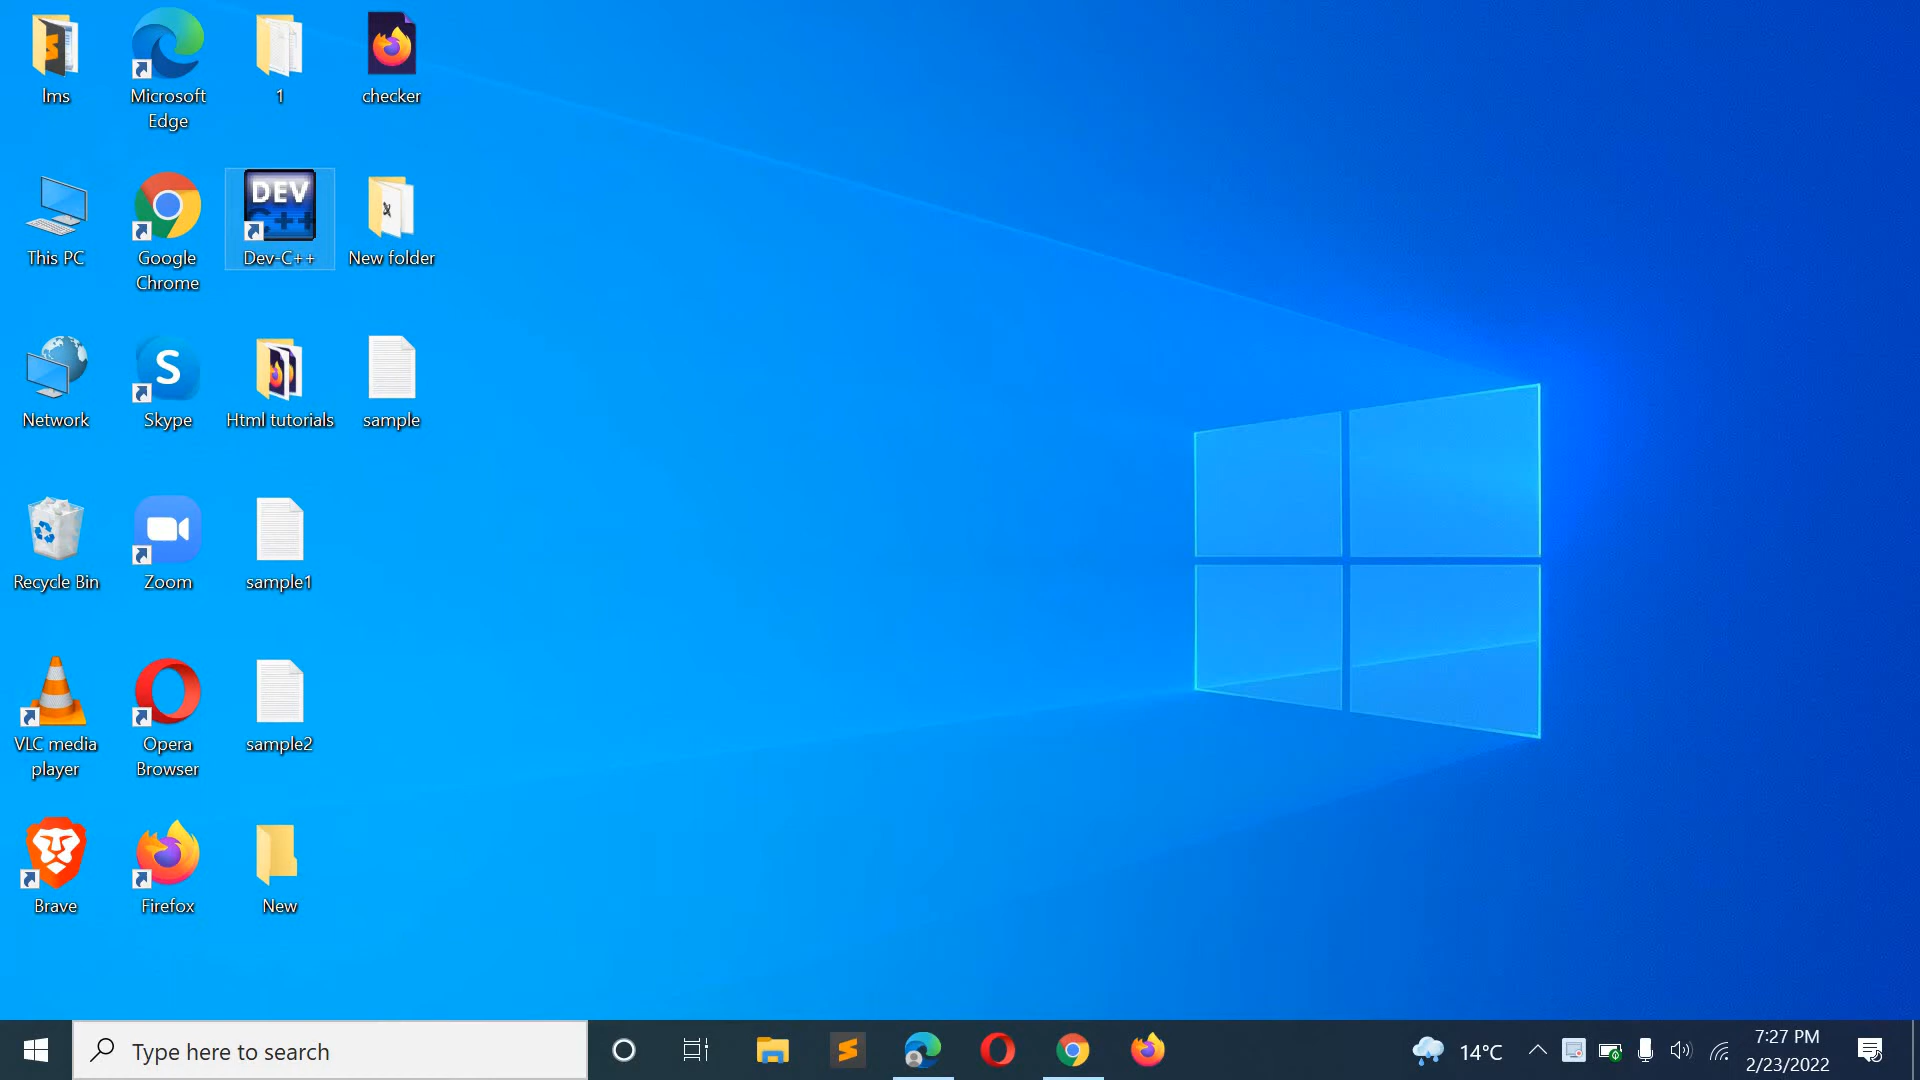 lms
Microsoft
Edge
1
checker
This PC
Google
Chrome
DEV
C++
Dev-C++
New folder
Network
S
Skype
Html tutorials
sample
Recycle Bin
Zoom
sample1
VLC media
player
Opera
Browser
sample2
Brave
Firefox
New
Type here to search
14°C
7:27 PM
2/23/2022